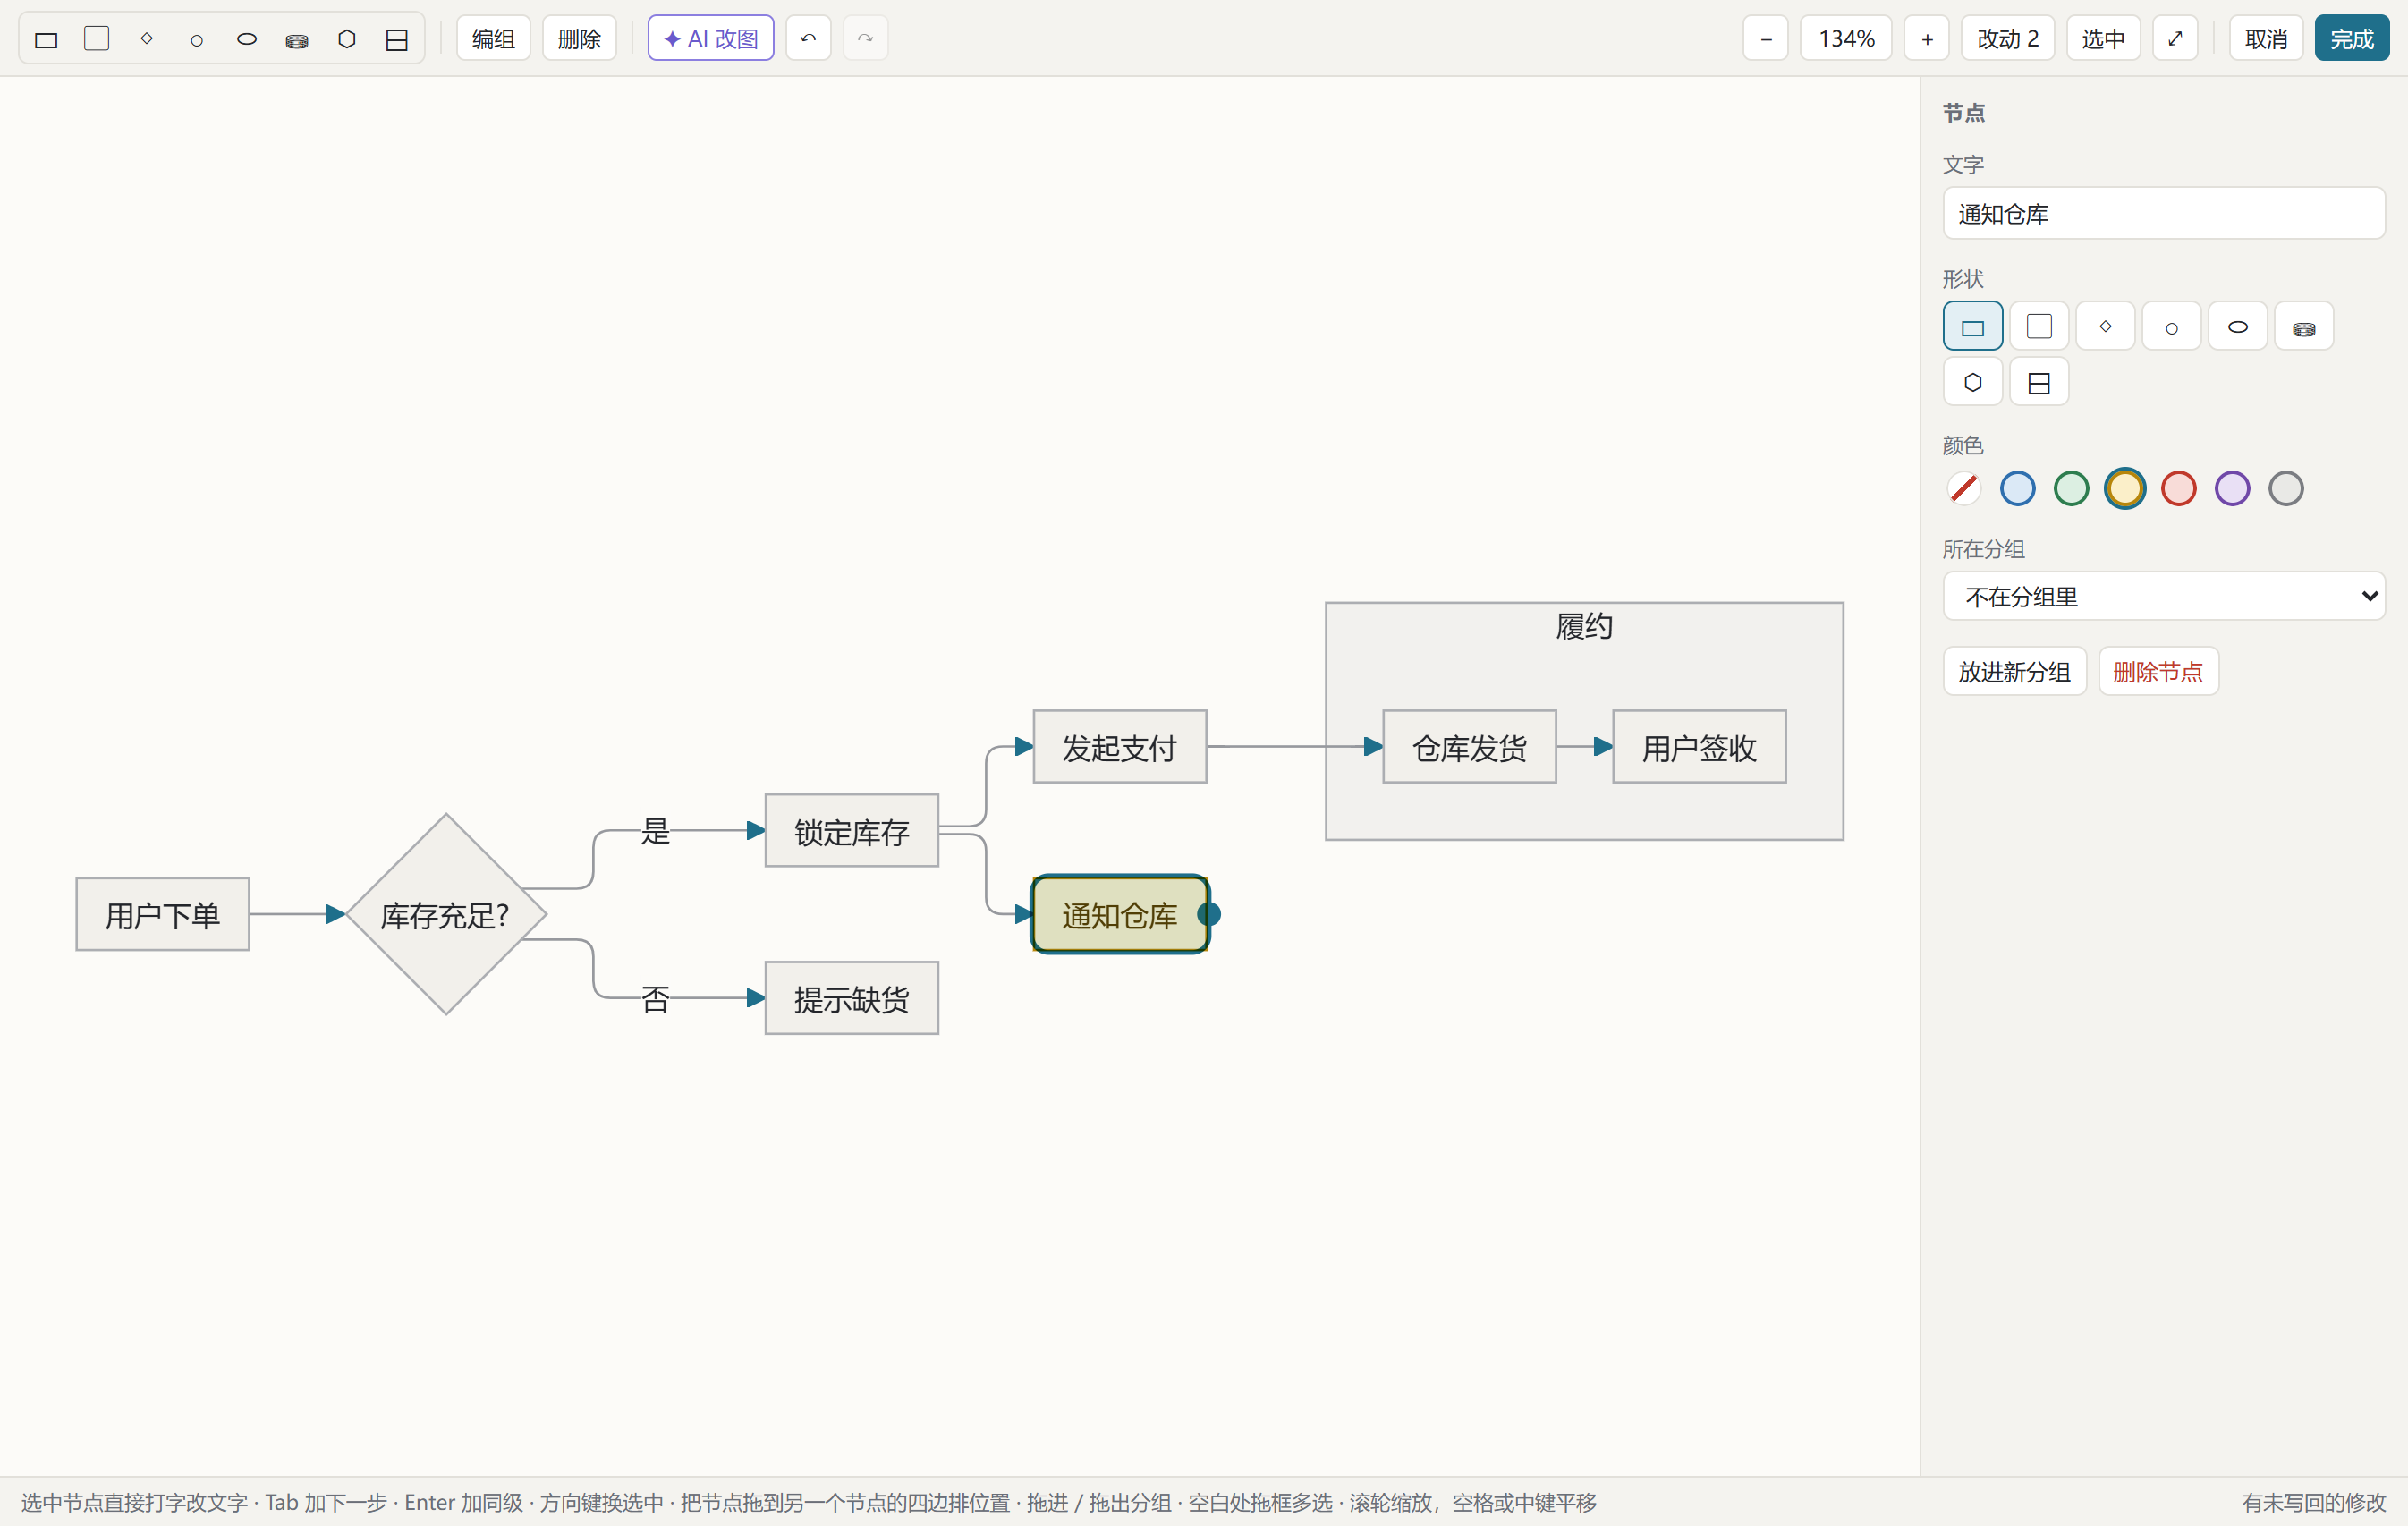 编组 删除 AI 改图 134% 改动 2 选中 取消 完成
节点
文字
通知仓库
形状
颜色
所在分组
不在分组里
放进新分组 删除节点
履约
发起支付 仓库发货 用户签收
是 锁定库存
用户下单 库存充足? 通知仓库
否 提示缺货
选中节点直接打字改文字 · Tab 加下一步 · Enter 加同级 · 方向键换选中 · 把节点拖到另一个节点的四边排位置 · 拖进 / 拖出分组 · 空白处拖框多选 · 滚轮缩放，空格或中键平移 有未写回的修改